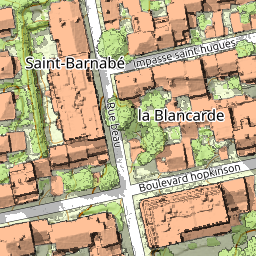 Impasse saint hugues
Saint-Barnabé
Rue Beau
la Blancarde
Boulevard hopkinson